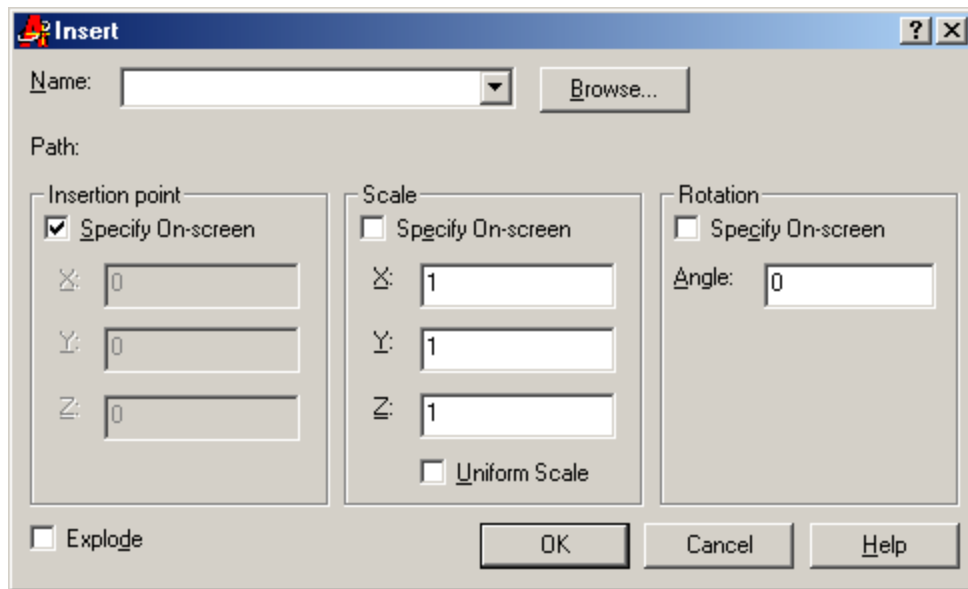 Insert
Name: Browse...
Path:
Insertion point Scale Rotation
Specify On-screen Specify On-screen Specify On-screen
X: 0 X: 1 Angle: 0
Y: 0 Y: 1
Z: 0 Z: 1
Uniform Scale
Explode OK Cancel Help